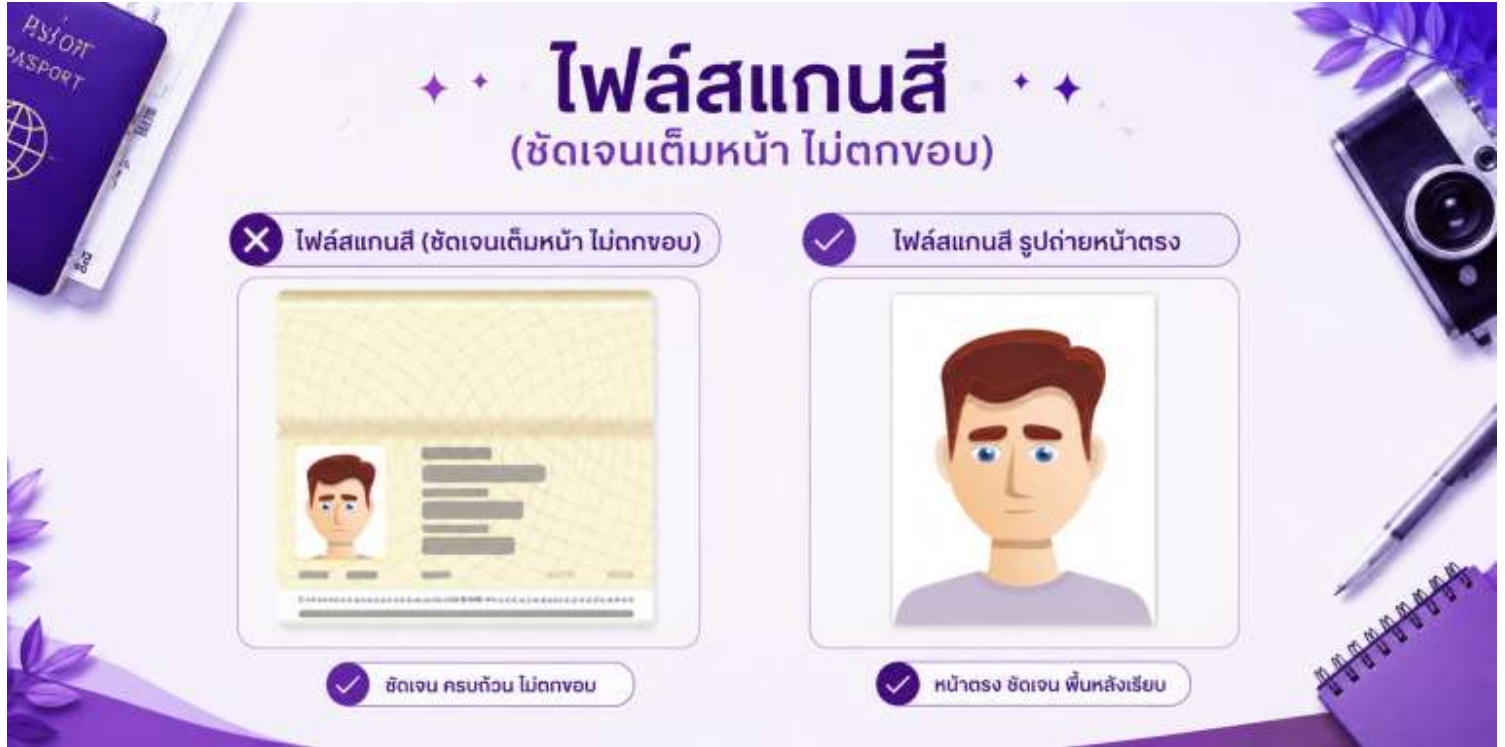 ไฟล์สแกนสี
(ชัดเจนเต็มหน้า ไม่ตกขอบ)
ไฟล์สแกนสี (ชัดเจนเต็มหน้า ไม่ตกขอบ)
ไฟล์สแกนสี รูปถ่ายหน้าตรง
ชัดเจน ครบถ้วน ไม่ตกขอบ
หน้าตรง ชัดเจน พื้นหลังเรียบ